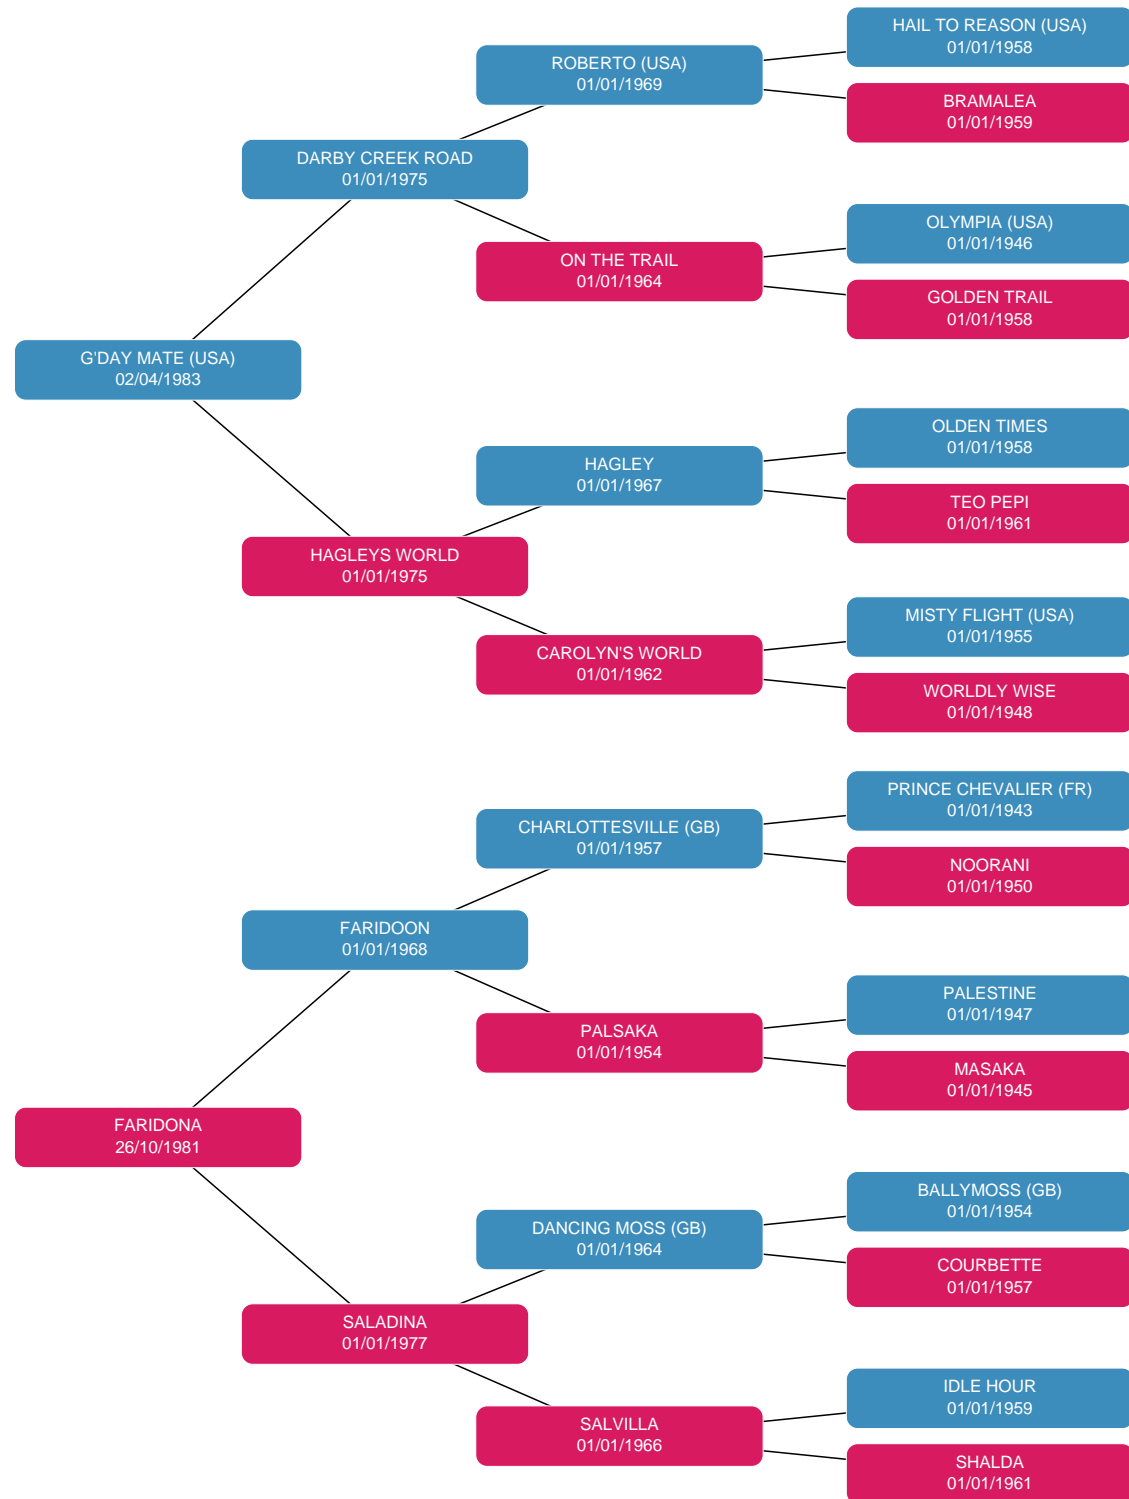 HAIL TO REASON (USA)
01/01/1958
ROBERTO (USA)
01/01/1969
BRAMALEA
01/01/1959
DARBY CREEK ROAD
01/01/1975
OLYMPIA (USA)
01/01/1946
ON THE TRAIL
01/01/1964
GOLDEN TRAIL
01/01/1958
G'DAY MATE (USA)
02/04/1983
OLDEN TIMES
01/01/1958
HAGLEY
01/01/1967
TEO PEPI
01/01/1961
HAGLEYS WORLD
01/01/1975
MISTY FLIGHT (USA)
01/01/1955
CAROLYN'S WORLD
01/01/1962
WORLDLY WISE
01/01/1948
PRINCE CHEVALIER (FR)
01/01/1943
CHARLOTTESVILLE (GB)
01/01/1957
NOORANI
01/01/1950
FARIDOON
01/01/1968
PALESTINE
01/01/1947
PALSAKA
01/01/1954
MASAKA
01/01/1945
FARIDONA
26/10/1981
BALLYMOSS (GB)
01/01/1954
DANCING MOSS (GB)
01/01/1964
COURBETTE
01/01/1957
SALADINA
01/01/1977
IDLE HOUR
01/01/1959
SALVILLA
01/01/1966
SHALDA
01/01/1961